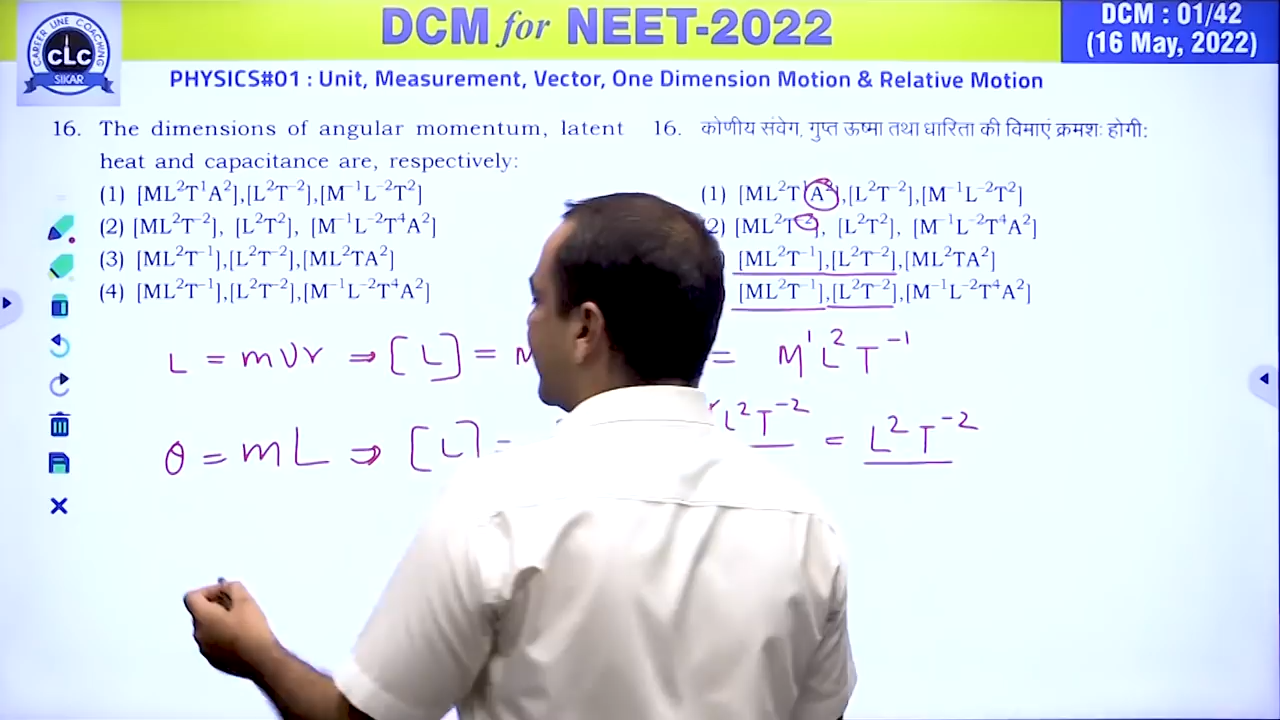 DCM for NEET-2022
DCM : 01/42
(16 May, 2022)
CAREER LINE COACHING
CLC
SIKAR
PHYSICS#01 : Unit, Measurement, Vector, One Dimension Motion & Relative Motion
16. The dimensions of angular momentum, latent
heat and capacitance are, respectively:
(1) [ML²T¹A²],[L²T⁻²],[M⁻¹L⁻²T²]
(2) [ML²T⁻²], [L²T²], [M⁻¹L⁻²T⁴A²]
(3) [ML²T⁻¹],[L²T⁻²],[ML²TA²]
(4) [ML²T⁻¹],[L²T⁻²],[M⁻¹L⁻²T⁴A²]
16. कोणीय संवेग, गुप्त ऊष्मा तथा धारिता की विमाएं क्रमशः होगी:
(1) [ML²T¹A²],[L²T⁻²],[M⁻¹L⁻²T²]
2) [ML²T⁻²], [L²T²], [M⁻¹L⁻²T⁴A²]
[ML²T⁻¹],[L²T⁻²],[ML²TA²]
[ML²T⁻¹],[L²T⁻²],[M⁻¹L⁻²T⁴A²]
L = mvr ⇒ [L] = M = M¹L²T⁻¹
θ = mL ⇒ [L] = L²T⁻² = L²T⁻²